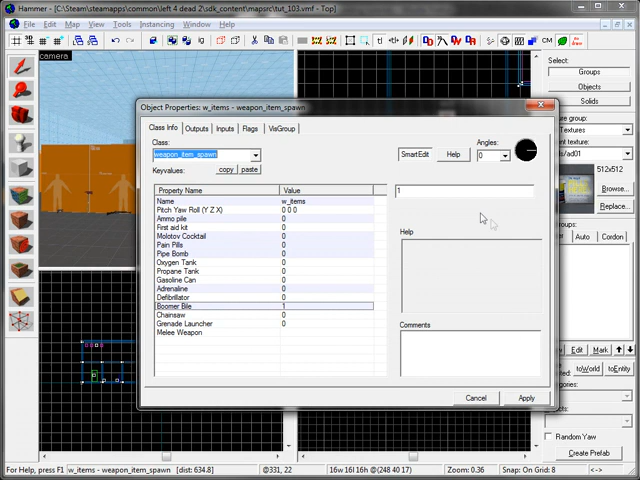 Hammer - [C:\Steam\steamapps\common\left 4 dead 2\sdk_content\mapsrc\tut_103.vmf - Top]
File Edit Map View Tools Instancing Window Help
camera
Select:
Groups
Objects
Solids
Object Properties: w_items - weapon_item_spawn
Class Info Outputs Inputs Flags VisGroup
Class:
weapon_item_spawn
Keyvalues: copy paste
SmartEdit Help
Angles:
0
Property Name Value
Name w_items
Pitch Yaw Roll (Y Z X) 0 0 0
Ammo pile 0
First aid kit 0
Molotov Cocktail 0
Pain Pills 0
Pipe Bomb 0
Oxygen Tank 0
Propane Tank 0
Gasoline Can 0
Adrenaline 0
Defibrillator 0
Boomer Bile 1
Chainsaw 0
Grenade Launcher 0
Melee Weapon
1
Help
Comments
Cancel Apply
Texture group:
Textures
/ad01
512x512
Browse...
Replace...
Auto Cordon
Edit Mark
toWorld toEntity
Random Yaw
Create Prefab
For Help, press F1 w_items - weapon_item_spawn [dist: 634.8] @331, 22 16w 16l 16h @(248 40 17) Zoom: 0.36 Snap: On Grid: 8